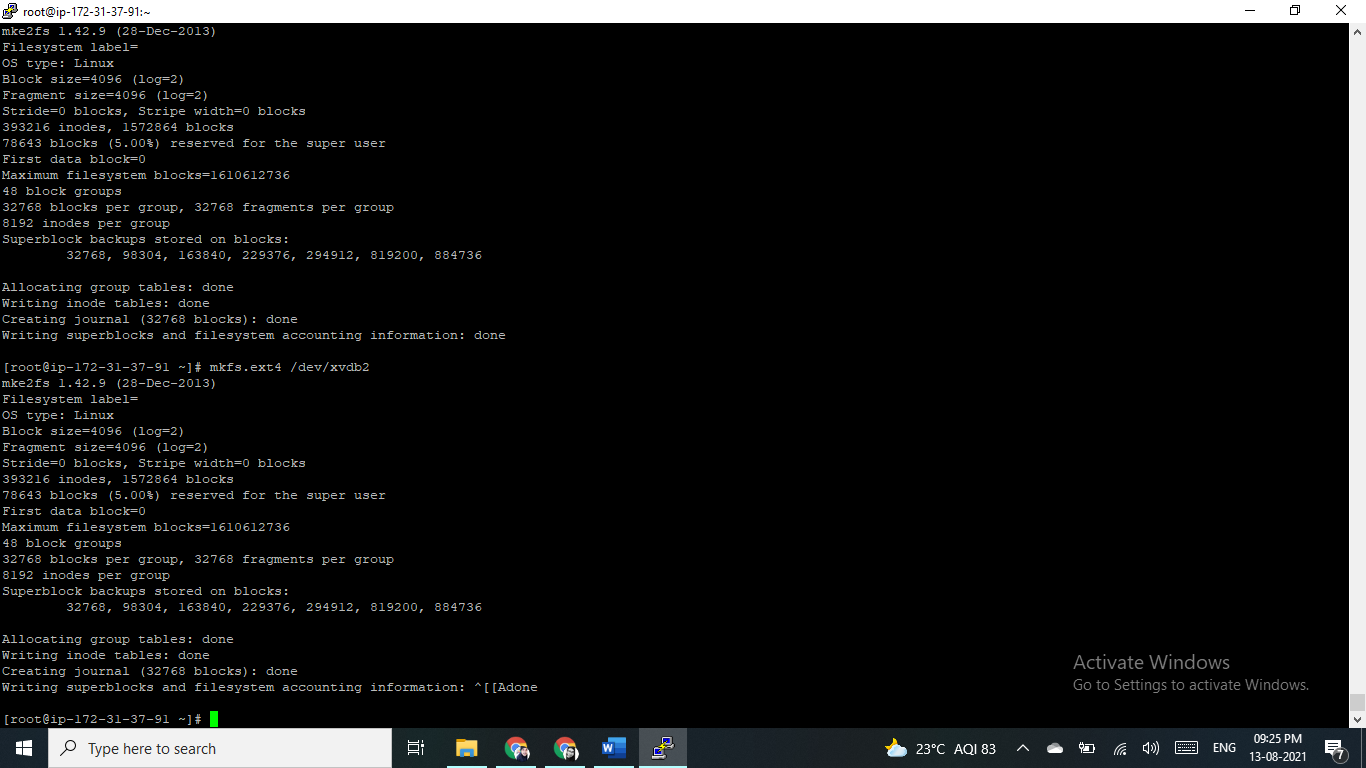 root@ip-172-31-37-91:~
mke2fs 1.42.9 (28-Dec-2013)
Filesystem label=
OS type: Linux
Block size=4096 (log=2)
Fragment size=4096 (log=2)
Stride=0 blocks, Stripe width=0 blocks
393216 inodes, 1572864 blocks
78643 blocks (5.00%) reserved for the super user
First data block=0
Maximum filesystem blocks=1610612736
48 block groups
32768 blocks per group, 32768 fragments per group
8192 inodes per group
Superblock backups stored on blocks:
        32768, 98304, 163840, 229376, 294912, 819200, 884736

Allocating group tables: done
Writing inode tables: done
Creating journal (32768 blocks): done
Writing superblocks and filesystem accounting information: done

[root@ip-172-31-37-91 ~]# mkfs.ext4 /dev/xvdb2
mke2fs 1.42.9 (28-Dec-2013)
Filesystem label=
OS type: Linux
Block size=4096 (log=2)
Fragment size=4096 (log=2)
Stride=0 blocks, Stripe width=0 blocks
393216 inodes, 1572864 blocks
78643 blocks (5.00%) reserved for the super user
First data block=0
Maximum filesystem blocks=1610612736
48 block groups
32768 blocks per group, 32768 fragments per group
8192 inodes per group
Superblock backups stored on blocks:
        32768, 98304, 163840, 229376, 294912, 819200, 884736

Allocating group tables: done
Writing inode tables: done
Creating journal (32768 blocks): done
Writing superblocks and filesystem accounting information: ^[[Adone

[root@ip-172-31-37-91 ~]#
Activate Windows
Go to Settings to activate Windows.
Type here to search
W
23°C AQI 83
ENG
09:25 PM
13-08-2021
7